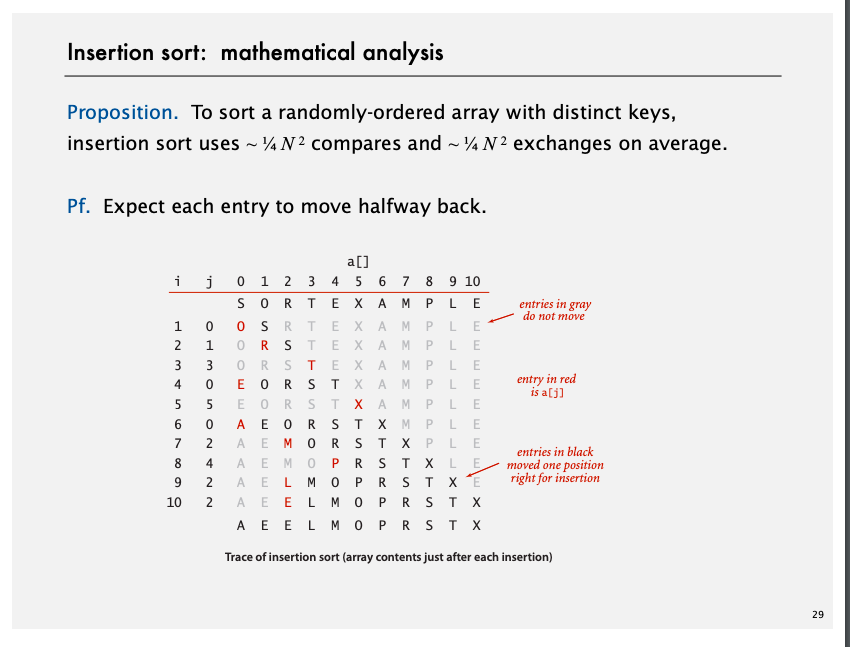 Insertion sort: mathematical analysis
Proposition. To sort a randomly-ordered array with distinct keys,
insertion sort uses ~ ¼ N ² compares and ~ ¼ N ² exchanges on average.
Pf. Expect each entry to move halfway back.
a[]
i j 0 1 2 3 4 5 6 7 8 9 10
S O R T E X A M P L E
1 0 O S R T E X A M P L E
2 1 O R S T E X A M P L E
3 3 O R S T E X A M P L E
4 0 E O R S T X A M P L E
5 5 E O R S T X A M P L E
6 0 A E O R S T X M P L E
7 2 A E M O R S T X P L E
8 4 A E M O P R S T X L E
9 2 A E L M O P R S T X E
10 2 A E E L M O P R S T X
A E E L M O P R S T X
entries in gray
do not move
entry in red
is a[j]
entries in black
moved one position
right for insertion
Trace of insertion sort (array contents just after each insertion)
29